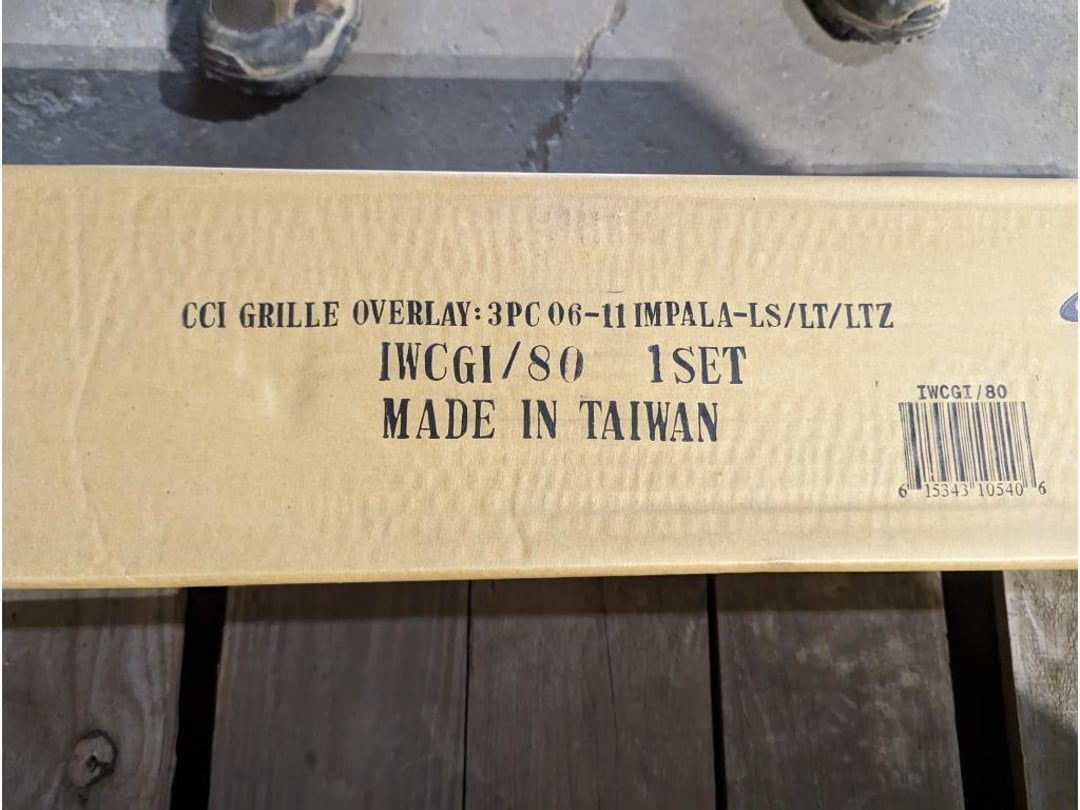 CCI GRILLE OVERLAY: 3PC 06-11 IMPALA-LS/LT/LTZ
IWCGI/80 1SET
MADE IN TAIWAN
IWCGI/80
6 15343 10540 6